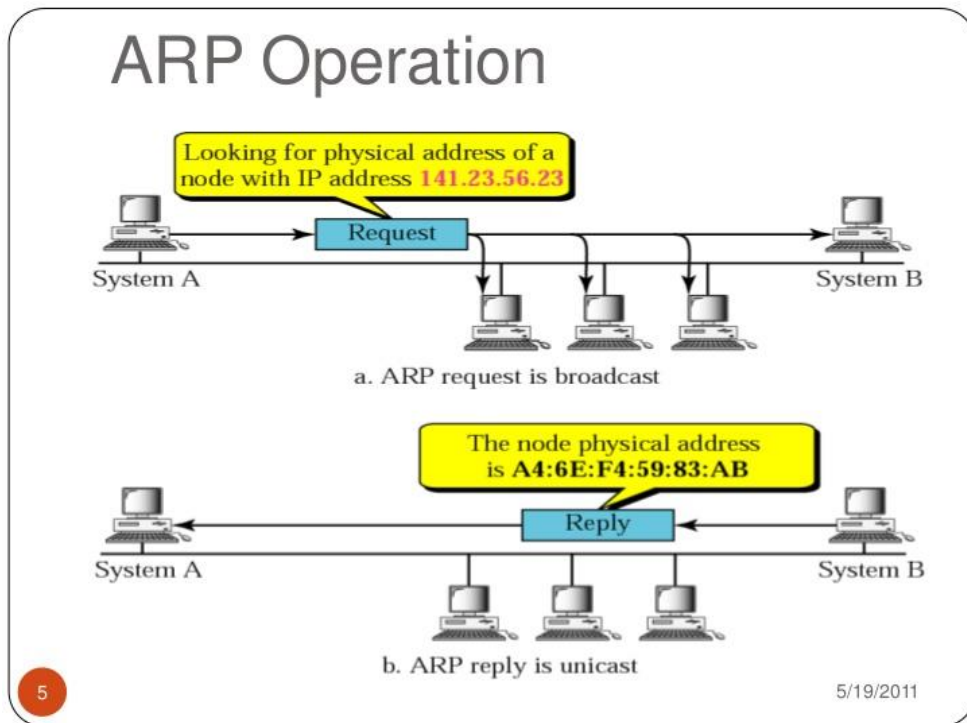 ARP Operation
Looking for physical address of a
node with IP address 141.23.56.23
Request
System A
System B
a. ARP request is broadcast
The node physical address
is A4:6E:F4:59:83:AB
Reply
System A
System B
b. ARP reply is unicast
5
5/19/2011